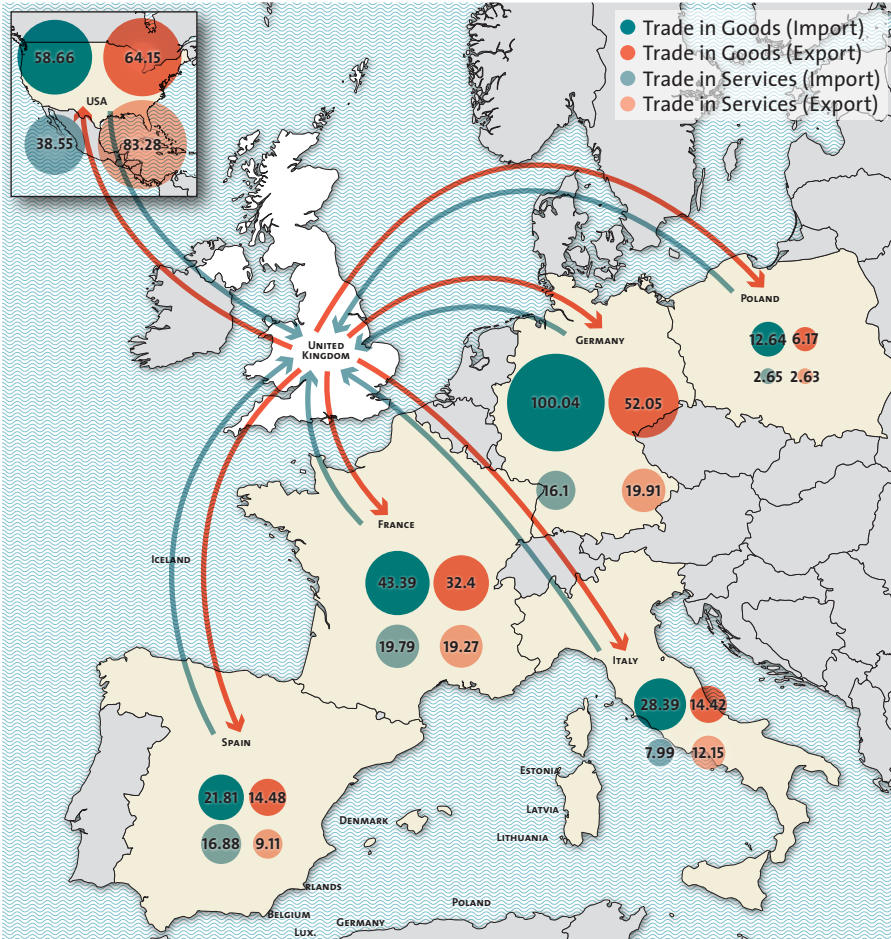 Trade in Goods (Import)
Trade in Goods (Export)
Trade in Services (Import)
Trade in Services (Export)
58.66
64.15
USA
38.55
83.28
POLAND
12.64
6.17
2.65
2.63
GERMANY
UNITED
KINGDOM
100.04
52.05
16.1
19.91
FRANCE
ICELAND
43.39
32.4
19.79
19.27
ITALY
28.39
14.42
7.99
12.15
SPAIN
21.81
14.48
16.88
9.11
ESTONIA
LATVIA
DENMARK
LITHUANIA
RLANDS
POLAND
BELGIUM
GERMANY
LUX.